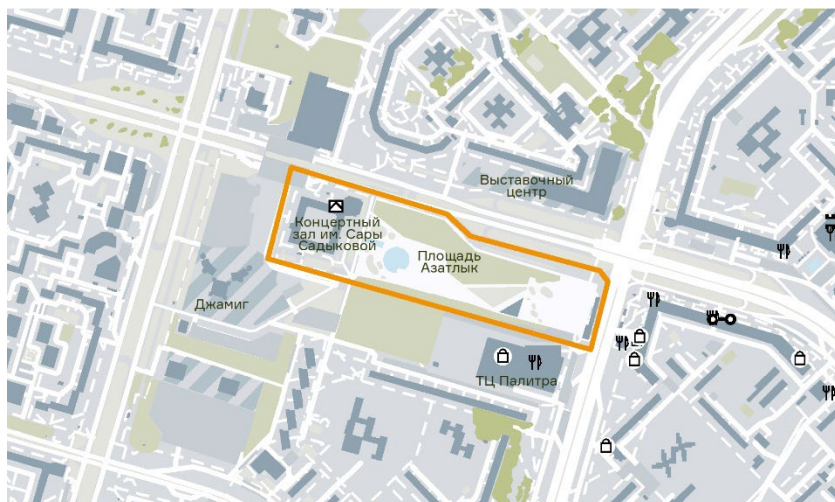 Выставочный
центр
Концертный
зал им. Сары
Садыковой
Площадь
Азатлык
Джамиг
ТЦ Палитра